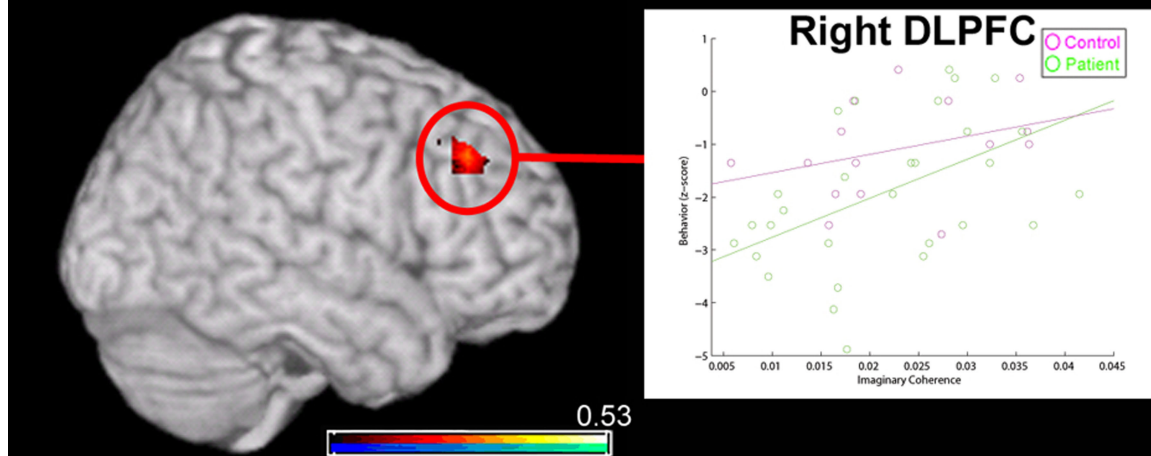 Right DLPFC
Control
Patient
1
0
−1
−2
−3
−4
−5
Behavior (z-score)
0.005 0.01 0.015 0.02 0.025 0.03 0.035 0.04 0.045
Imaginary Coherence
0.53